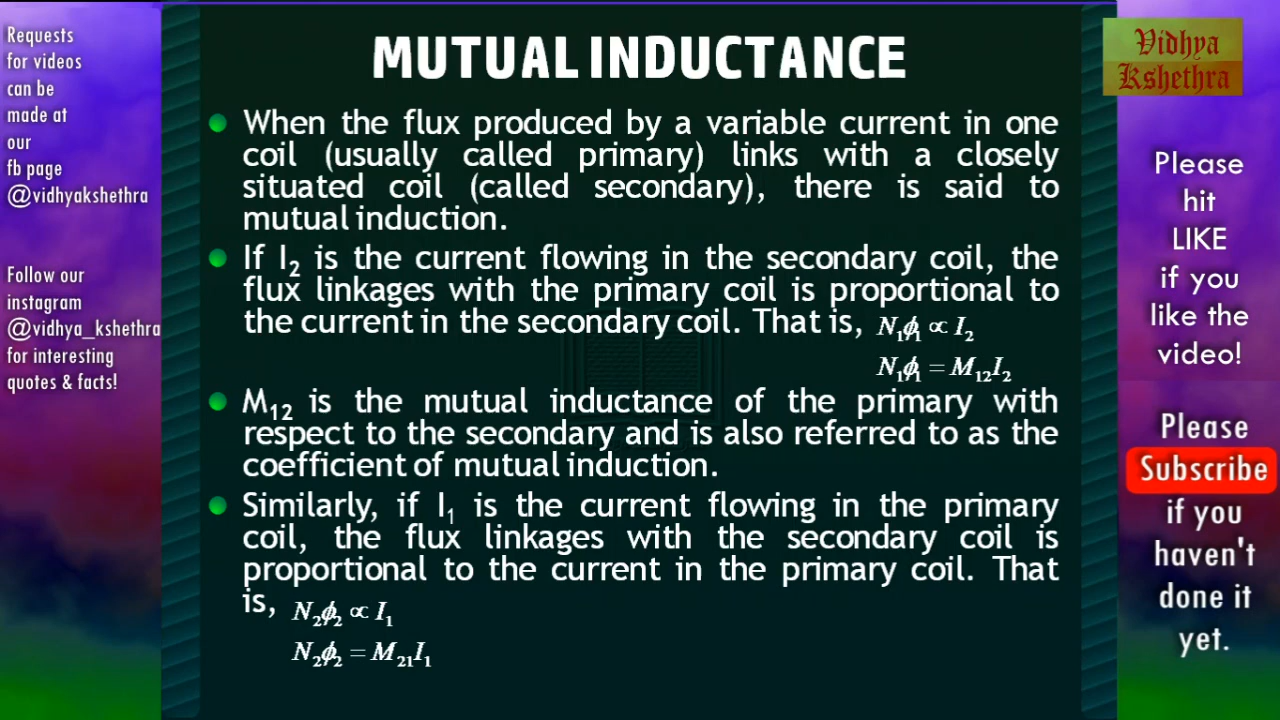 Requests
for videos
can be
made at
our
fb page
@vidhyakshethra
Follow our
instagram
@vidhya_kshethra
for interesting
quotes & facts!
MUTUAL INDUCTANCE
When the flux produced by a variable current in one
coil (usually called primary) links with a closely
situated coil (called secondary), there is said to
mutual induction.
If I₂ is the current flowing in the secondary coil, the
flux linkages with the primary coil is proportional to
the current in the secondary coil. That is, N₁ϕ₁ ∝ I₂
N₁ϕ₁ = M₁₂I₂
M₁₂ is the mutual inductance of the primary with
respect to the secondary and is also referred to as the
coefficient of mutual induction.
Similarly, if I₁ is the current flowing in the primary
coil, the flux linkages with the secondary coil is
proportional to the current in the primary coil. That
is, N₂ϕ₂ ∝ I₁
N₂ϕ₂ = M₂₁I₁
Vidhya
Kshethra
Please
hit
LIKE
if you
like the
video!
Please
Subscribe
if you
haven't
done it
yet.